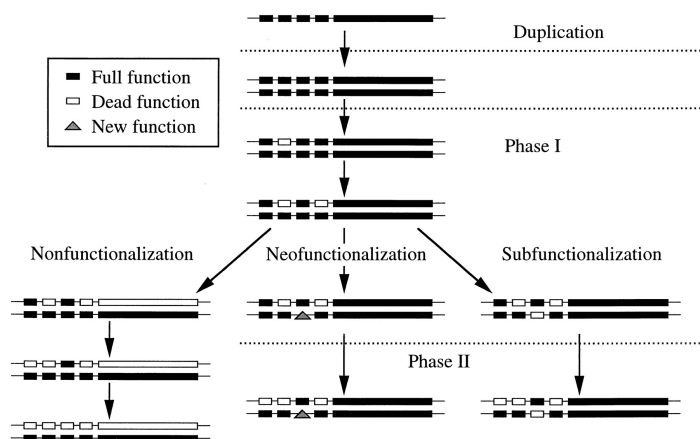 Duplication
Full function
Dead function
New function
Phase I
Nonfunctionalization
Neofunctionalization
Subfunctionalization
Phase II